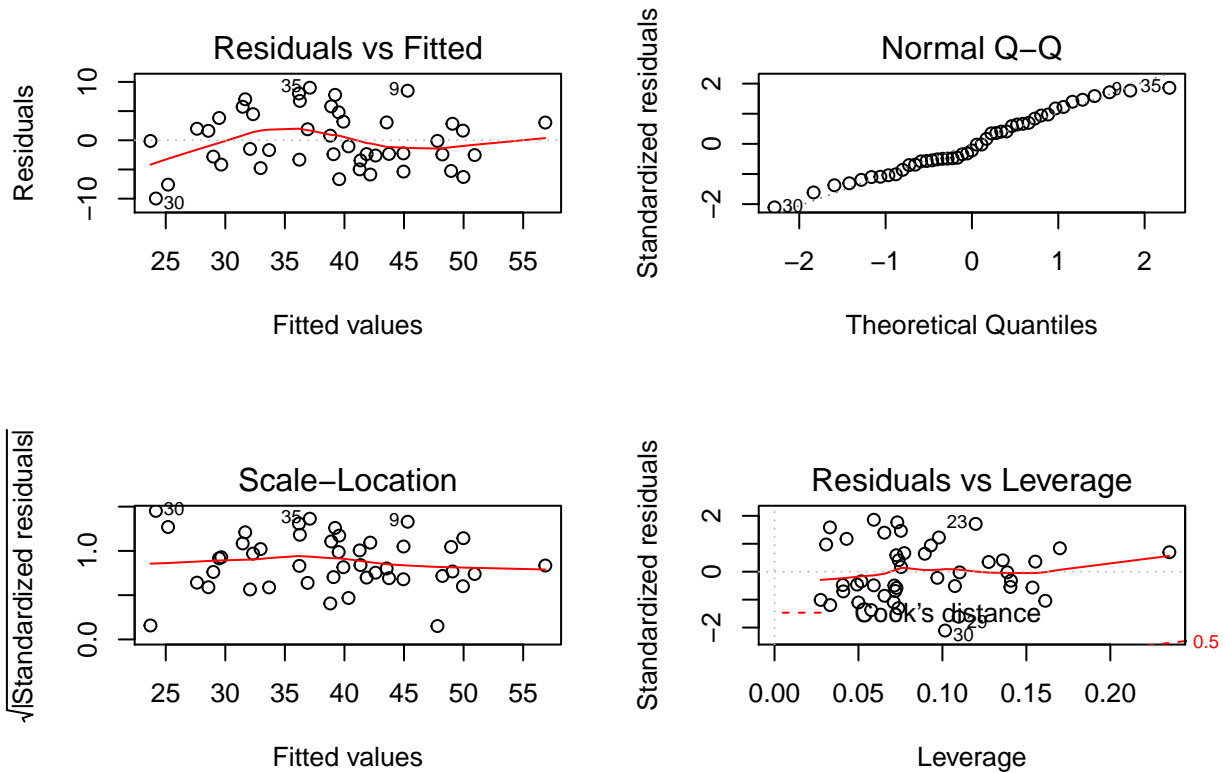 Residuals vs Fitted
Residuals
10
0
−10
35
9
30
25 30 35 40 45 50 55
Fitted values
Normal Q−Q
Standardized residuals
2
0
−2
9
35
30
−2 −1 0 1 2
Theoretical Quantiles
Scale−Location
√|Standardized residuals|
1.0
0.0
30
35
9
25 30 35 40 45 50 55
Fitted values
Residuals vs Leverage
Standardized residuals
2
0
−2
23
Cook's distance
29
30
0.5
0.00 0.05 0.10 0.15 0.20
Leverage